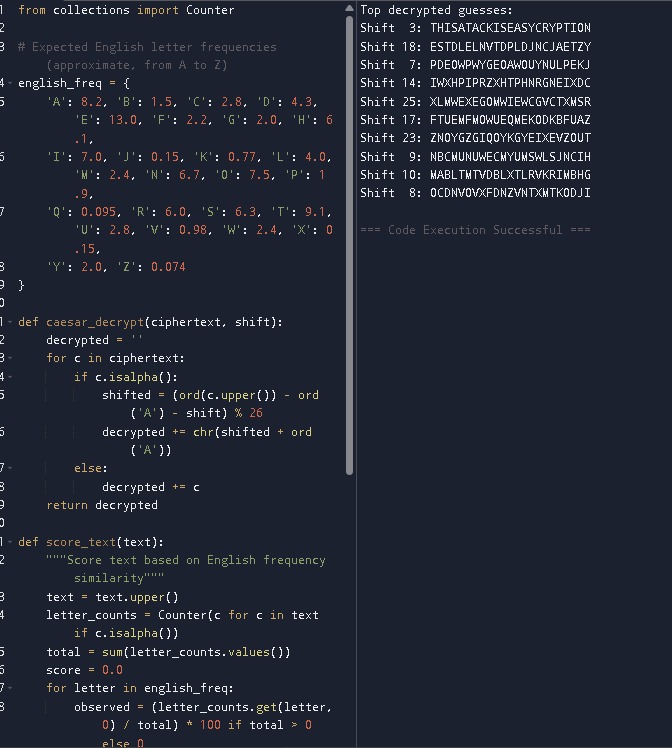 1 from collections import Counter
2
3 # Expected English letter frequencies
(approximate, from A to Z)
4 english_freq = {
5 'A': 8.2, 'B': 1.5, 'C': 2.8, 'D': 4.3,
'E': 13.0, 'F': 2.2, 'G': 2.0, 'H': 6
.1,
6 'I': 7.0, 'J': 0.15, 'K': 0.77, 'L': 4.0,
'M': 2.4, 'N': 6.7, 'O': 7.5, 'P': 1
.9,
7 'Q': 0.095, 'R': 6.0, 'S': 6.3, 'T': 9.1,
'U': 2.8, 'V': 0.98, 'W': 2.4, 'X': 0
.15,
8 'Y': 2.0, 'Z': 0.074
9 }
0
1 def caesar_decrypt(ciphertext, shift):
2 decrypted = ''
3 for c in ciphertext:
4 if c.isalpha():
5 shifted = (ord(c.upper()) - ord
('A') - shift) % 26
6 decrypted += chr(shifted + ord
('A'))
7 else:
8 decrypted += c
9 return decrypted
0
1 def score_text(text):
2 """Score text based on English frequency
similarity"""
3 text = text.upper()
4 letter_counts = Counter(c for c in text
if c.isalpha())
5 total = sum(letter_counts.values())
6 score = 0.0
7 for letter in english_freq:
8 observed = (letter_counts.get(letter,
0) / total) * 100 if total > 0
else 0
Top decrypted guesses:
Shift 3: THISATACKISEASYCRYPTION
Shift 18: ESTDLELNVTDPLDJNCJAETZY
Shift 7: PDEOWPWYGEOAWOUYNULPEKJ
Shift 14: IWXHPIPRZXHTPHNRGNEIXDC
Shift 25: XLMWEXEGOMWIEWCGVCTXMSR
Shift 17: FTUEMFMOWUEQMEKODKBFUAZ
Shift 23: ZNOYGZGIQOYKGYEIXEVZOUT
Shift 9: NBCMUNUWECMYUMSWLSJNCIH
Shift 10: MABLTMTVDBLXTLRVKRIMBHG
Shift 8: OCDNVOVXFDNZVNTXMTKODJI
=== Code Execution Successful ===